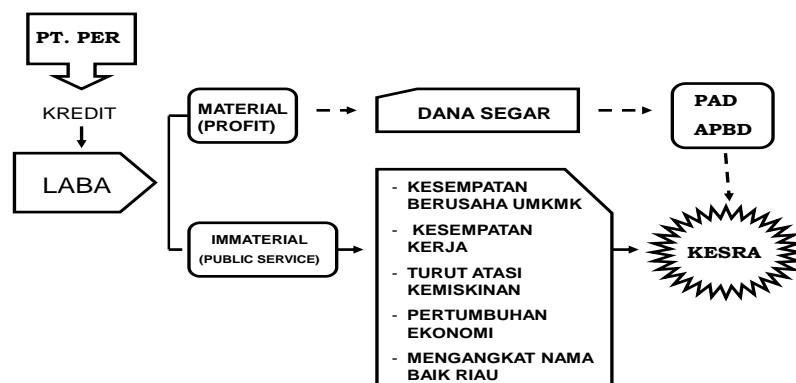 PT. PER
KREDIT
LABA
MATERIAL
(PROFIT)
DANA SEGAR
PAD
APBD
IMMATERIAL
(PUBLIC SERVICE)
- KESEMPATAN
BERUSAHA UMKMK
- KESEMPATAN
KERJA
- TURUT ATASI
KEMISKINAN
- PERTUMBUHAN
EKONOMI
- MENGANGKAT NAMA
BAIK RIAU
KESRA